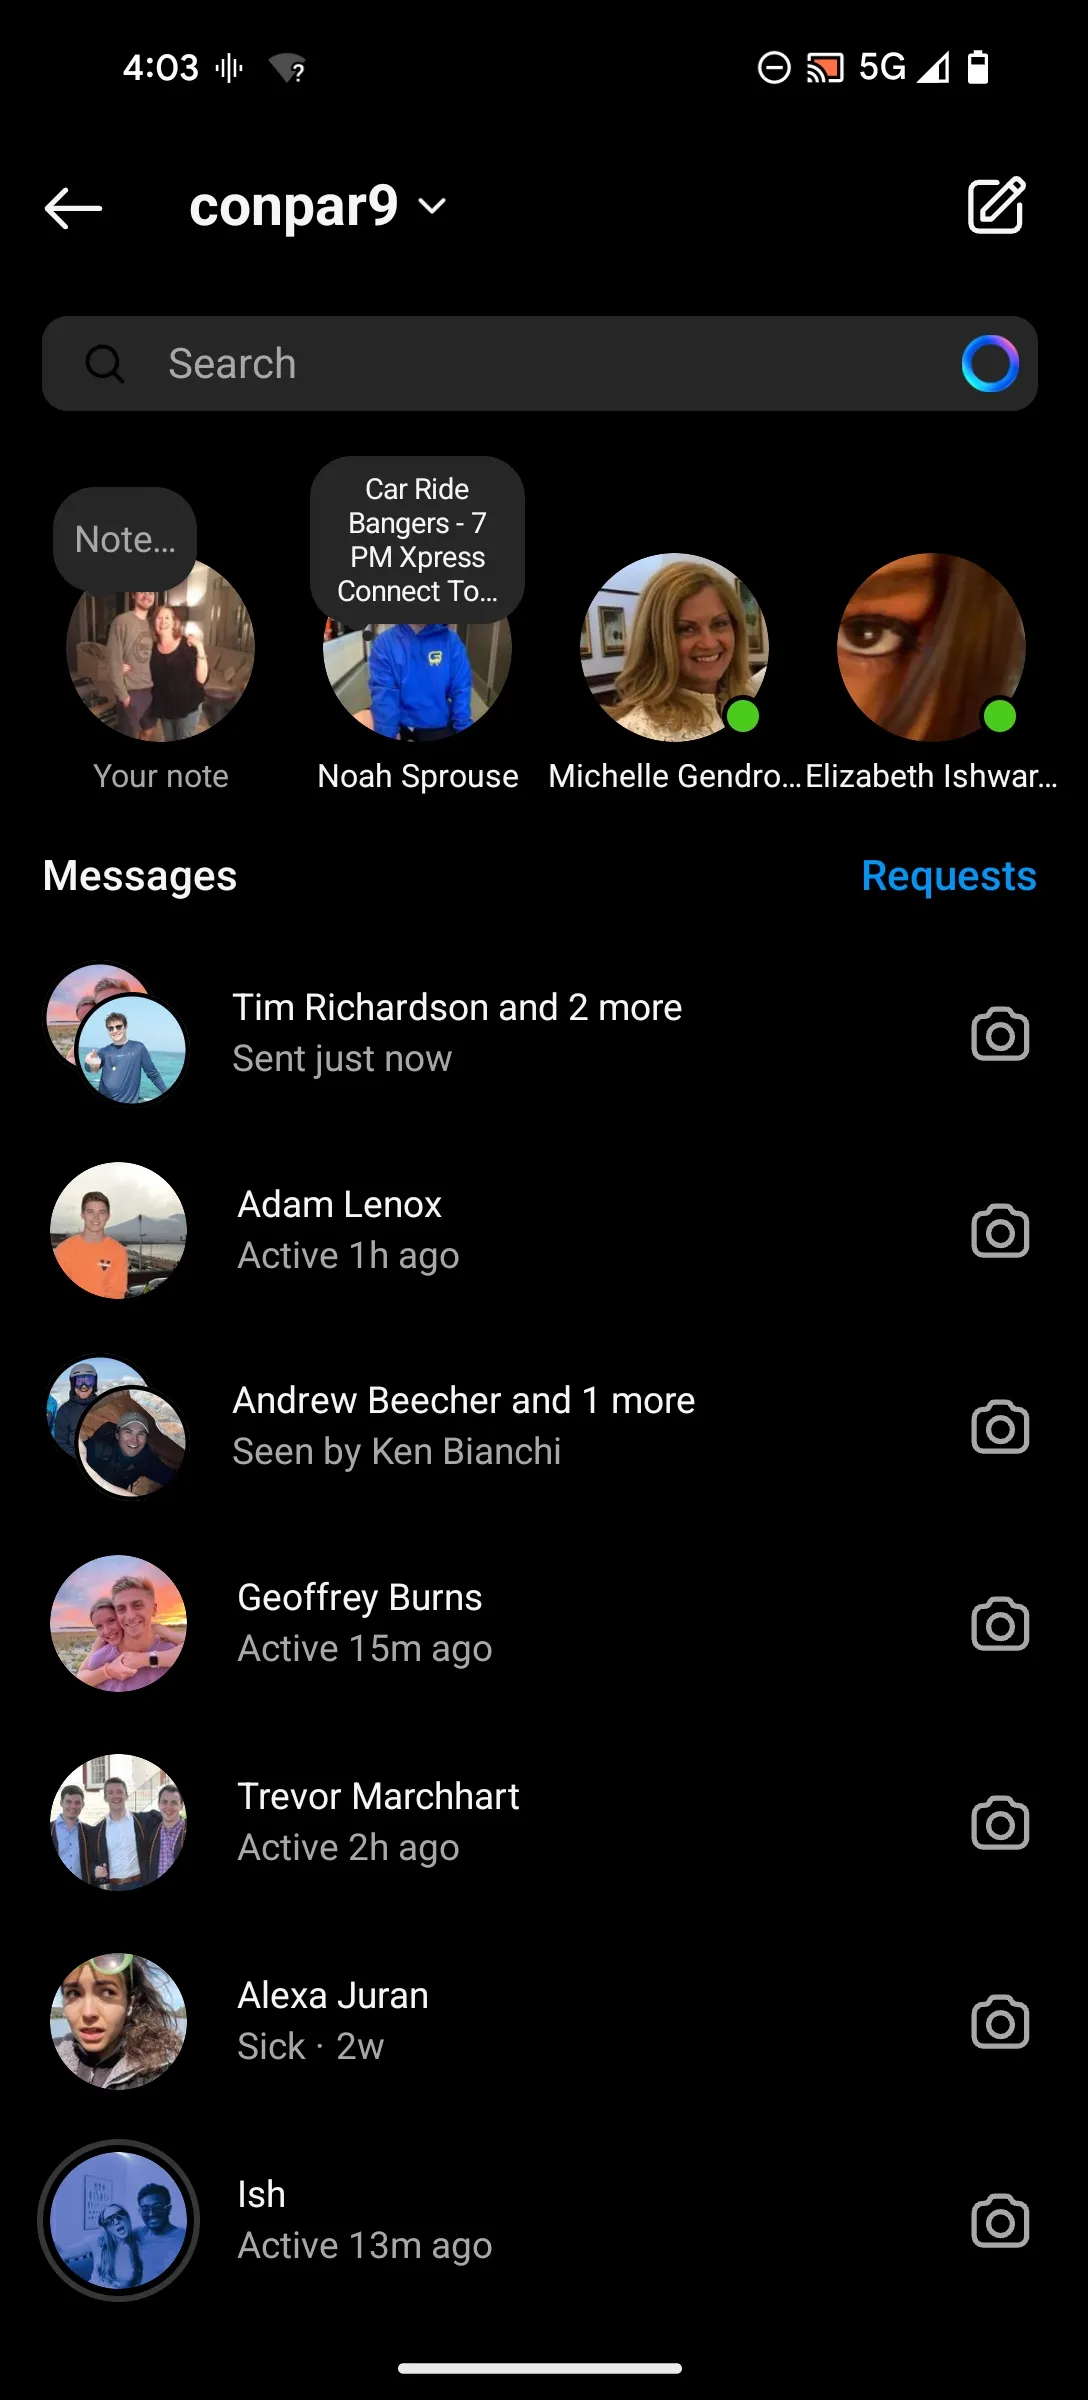 4:03
5G
conpar9
Search
Note...
Car Ride
Bangers - 7
PM Xpress
Connect To...
Your note
Noah Sprouse
Michelle Gendro...
Elizabeth Ishwar...
Messages
Requests
Tim Richardson and 2 more
Sent just now
Adam Lenox
Active 1h ago
Andrew Beecher and 1 more
Seen by Ken Bianchi
Geoffrey Burns
Active 15m ago
Trevor Marchhart
Active 2h ago
Alexa Juran
Sick · 2w
Ish
Active 13m ago